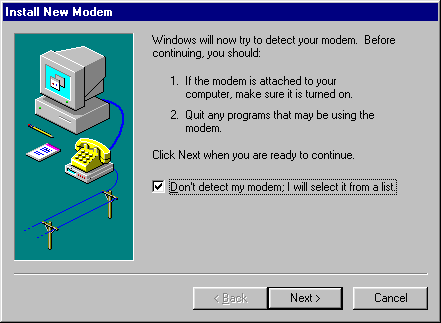 Install New Modem
Windows will now try to detect your modem.  Before
continuing, you should:
1.  If the modem is attached to your
computer, make sure it is turned on.
2.  Quit any programs that may be using the
modem.
Click Next when you are ready to continue.
Don't detect my modem; I will select it from a list.
< Back
Next >
Cancel